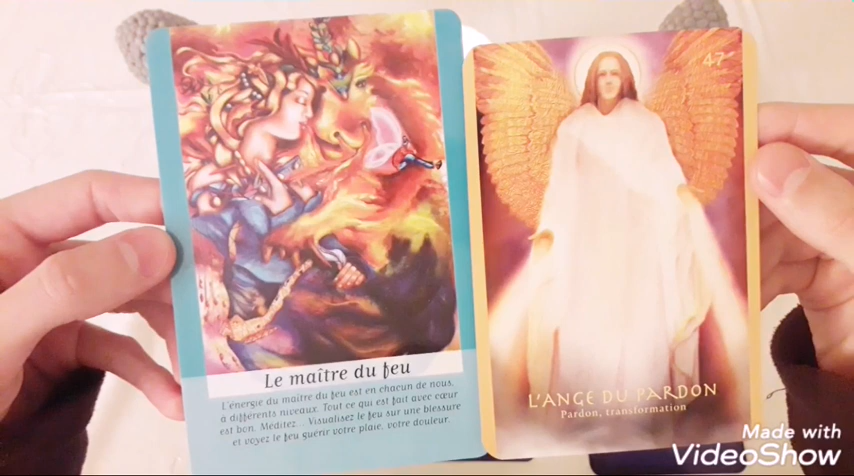 Le maître du feu
L'énergie du maître du feu est en chacun de nous,
à différents niveaux. Tout ce qui est fait avec cœur
est bon. Méditez... Visualisez le feu sur une blessure
et voyez le feu guérir votre plaie, votre douleur.
47
L'ANGE DU PARDON
Pardon, transformation
Made with
VideoShow